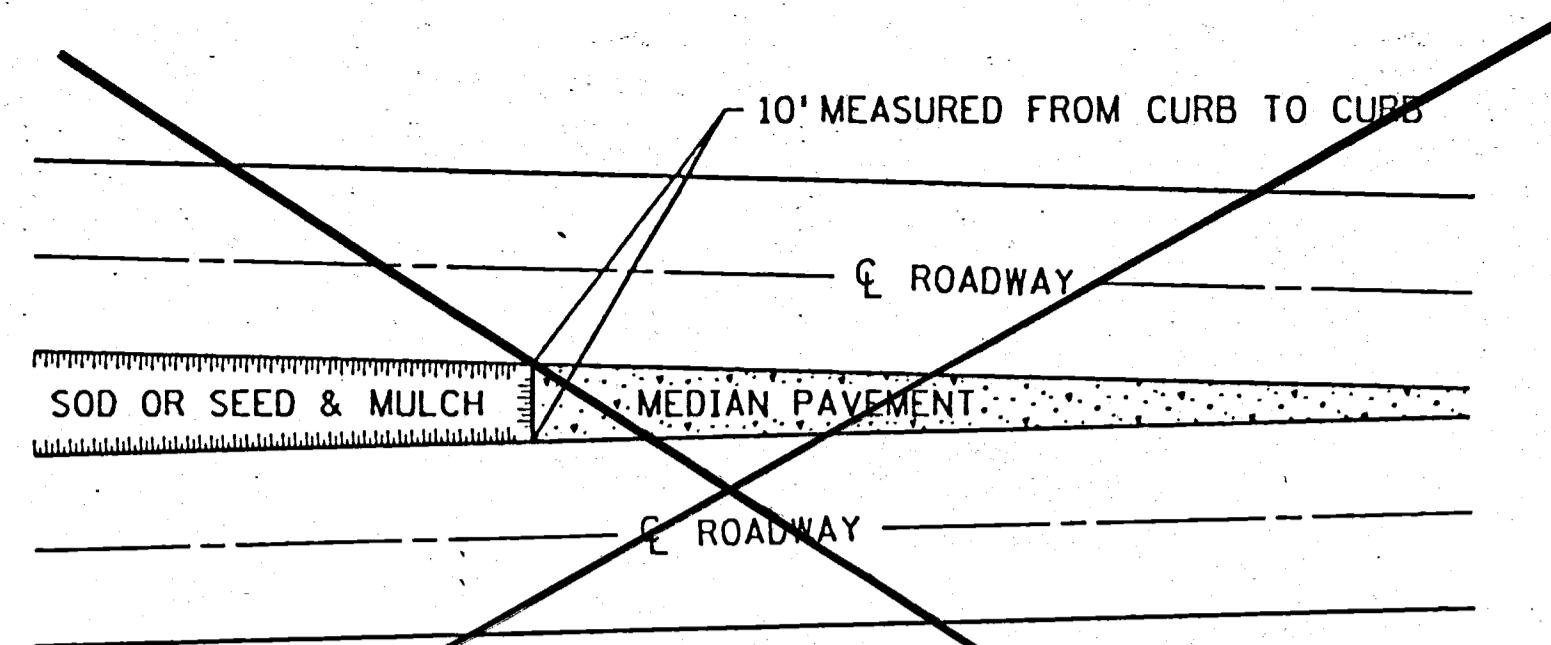 10' MEASURED FROM CURB TO CURB
℄ ROADWAY
SOD OR SEED & MULCH
MEDIAN PAVEMENT
℄ ROADWAY